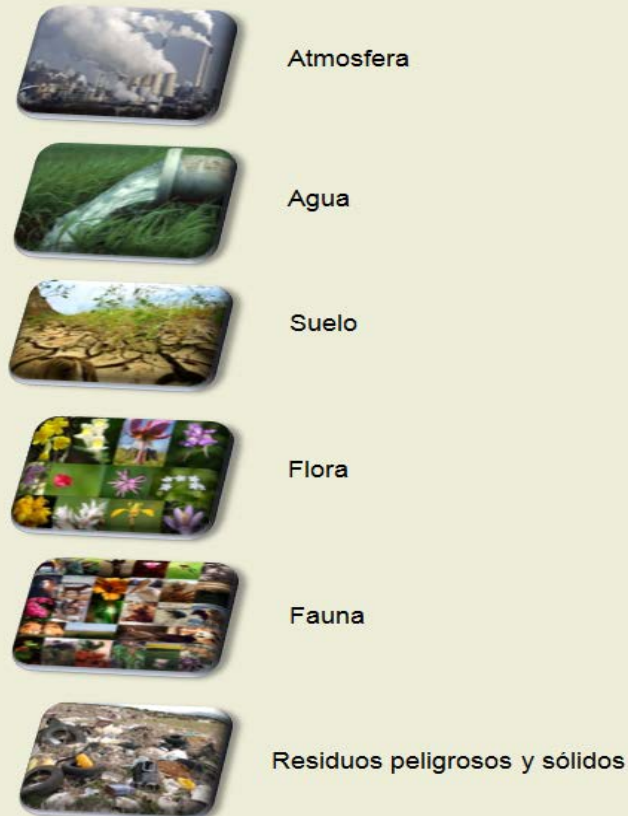 Atmosfera
Agua
Suelo
Flora
Fauna
Residuos peligrosos y sólidos